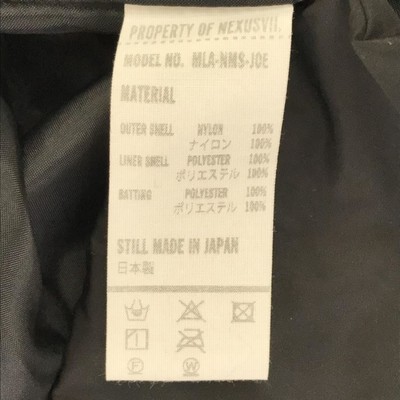 PROPERTY OF NEXUSVII.
MODEL NO. MLA-NMS-JOE
MATERIAL
OUTER SHELL NYLON 100%
ナイロン 100%
LINER SHELL POLYESTER 100%
ポリエステル 100%
BATTING POLYESTER 100%
ポリエステル 100%
STILL MADE IN JAPAN
日本製
F W